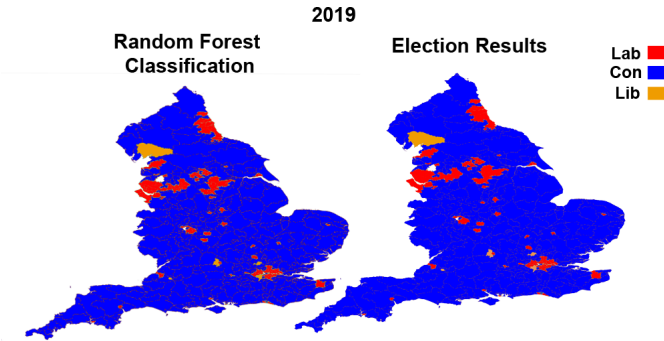 2019
Random Forest
Classification
Election Results
Lab
Con
Lib